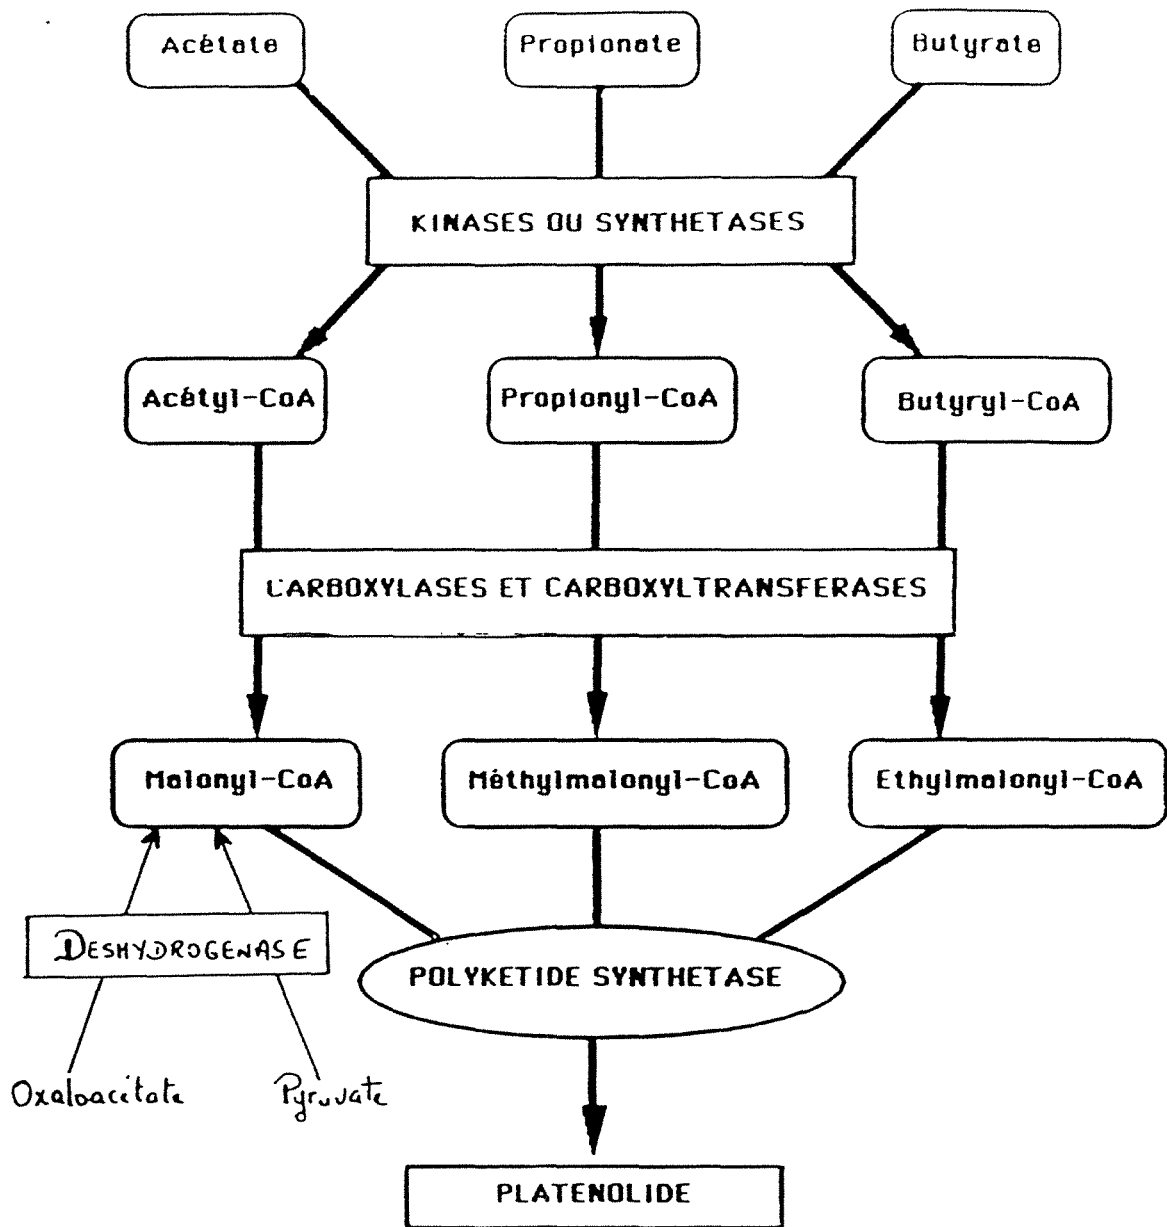 Acétate
Propionate
Butyrate
KINASES OU SYNTHETASES
Acétyl-CoA
Propionyl-CoA
Butyryl-CoA
CARBOXYLASES ET CARBOXYLTRANSFERASES
Malonyl-CoA
Méthylmalonyl-CoA
Ethylmalonyl-CoA
DESHYDROGENASE
POLYKETIDE SYNTHETASE
Oxaloacétate
Pyruvate
PLATENOLIDE